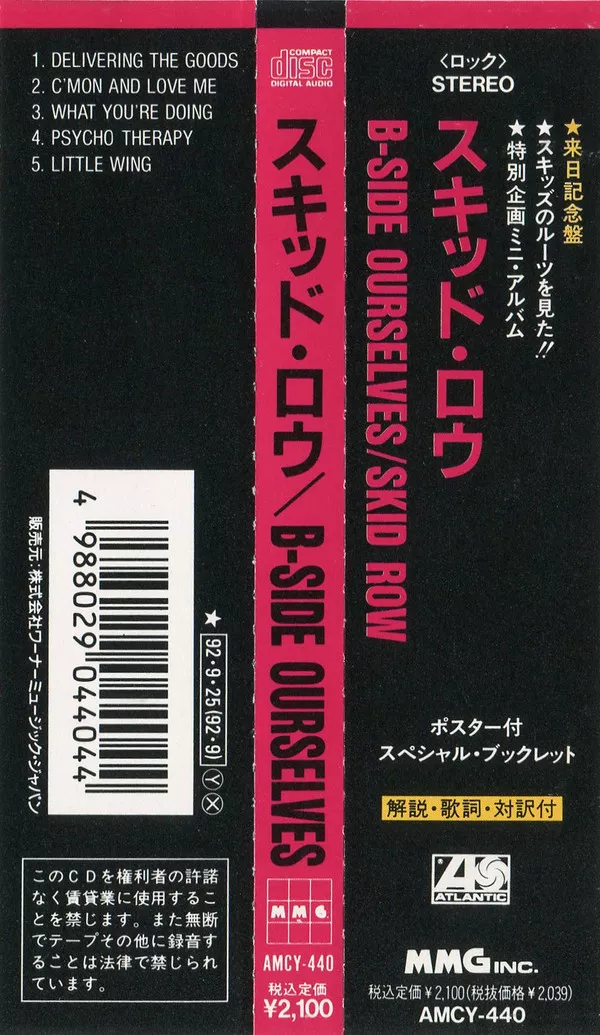 1. DELIVERING THE GOODS
2. C'MON AND LOVE ME
3. WHAT YOU'RE DOING
4. PSYCHO THERAPY
5. LITTLE WING
4 988029 044044
販売元:株式会社ワーナーミュージック・ジャパン
★ 92・9・25(92・9) Ⓨ Ⓧ
このCDを権利者の許諾
なく賃貸業に使用するこ
とを禁じます。また無断
でテープその他に録音す
ることは法律で禁じられ
ています。
COMPACT
disc
DIGITAL AUDIO
スキッド・ロウ/B-SIDE OURSELVES
MMG
AMCY-440
税込定価
¥2,100
〈ロック〉
STEREO
★来日記念盤
★スキッズのルーツを見た!!
★特別企画ミニ・アルバム
スキッド・ロウ
B-SIDE OURSELVES/SKID ROW
ポスター付
スペシャル・ブックレット
解説・歌詞・対訳付
ATLANTIC
MMG INC.
税込定価¥2,100(税抜価格¥2,039)
AMCY-440